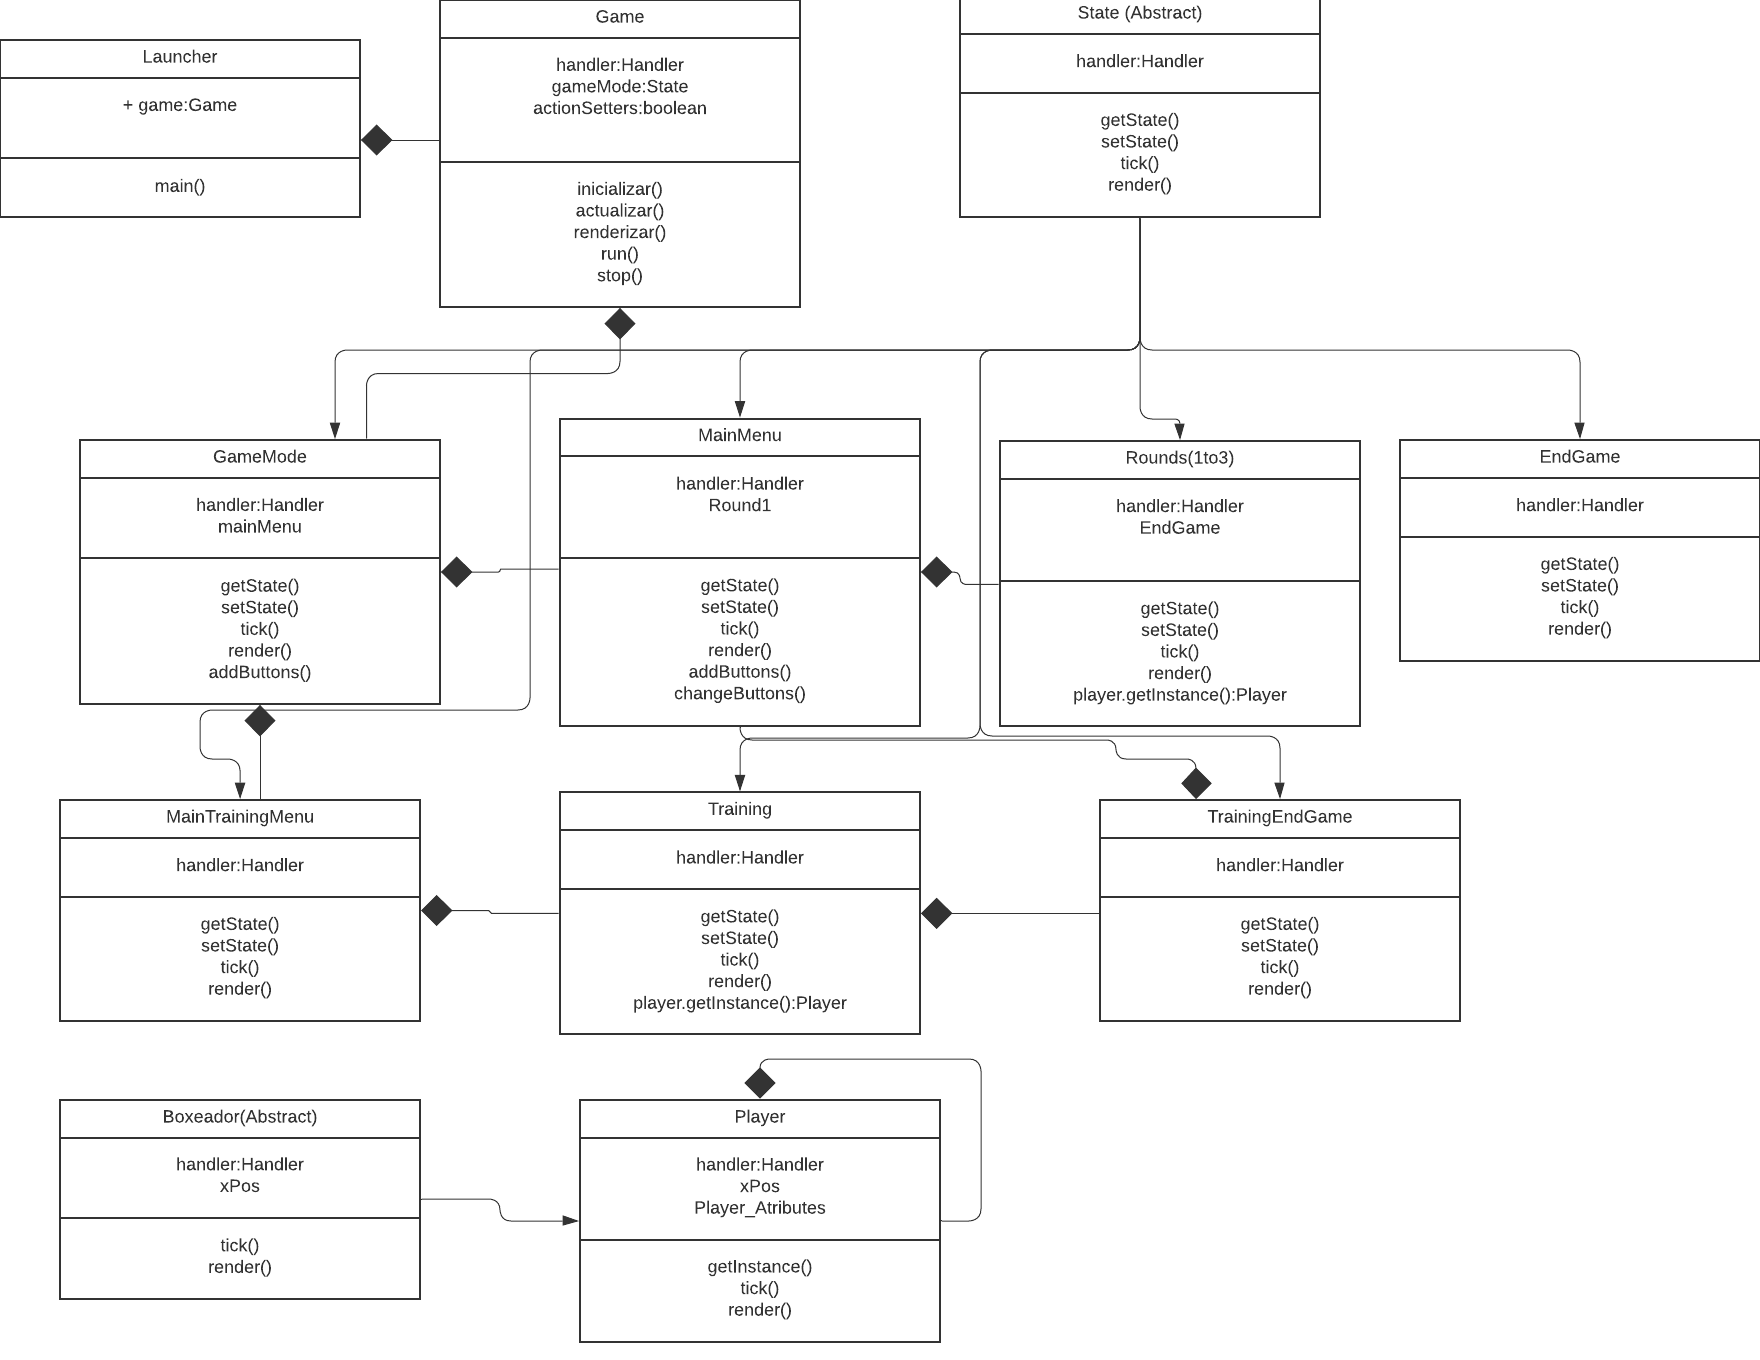 Launcher
+ game:Game
main()
Game
handler:Handler
gameMode:State
actionSetters:boolean
inicializar()
actualizar()
renderizar()
run()
stop()
State (Abstract)
handler:Handler
getState()
setState()
tick()
render()
GameMode
handler:Handler
mainMenu
getState()
setState()
tick()
render()
addButtons()
MainMenu
handler:Handler
Round1
getState()
setState()
tick()
render()
addButtons()
changeButtons()
Rounds(1to3)
handler:Handler
EndGame
getState()
setState()
tick()
render()
player.getInstance():Player
EndGame
handler:Handler
getState()
setState()
tick()
render()
MainTrainingMenu
handler:Handler
getState()
setState()
tick()
render()
Training
handler:Handler
getState()
setState()
tick()
render()
player.getInstance():Player
TrainingEndGame
handler:Handler
getState()
setState()
tick()
render()
Boxeador(Abstract)
handler:Handler
xPos
tick()
render()
Player
handler:Handler
xPos
Player_Atributes
getInstance()
tick()
render()